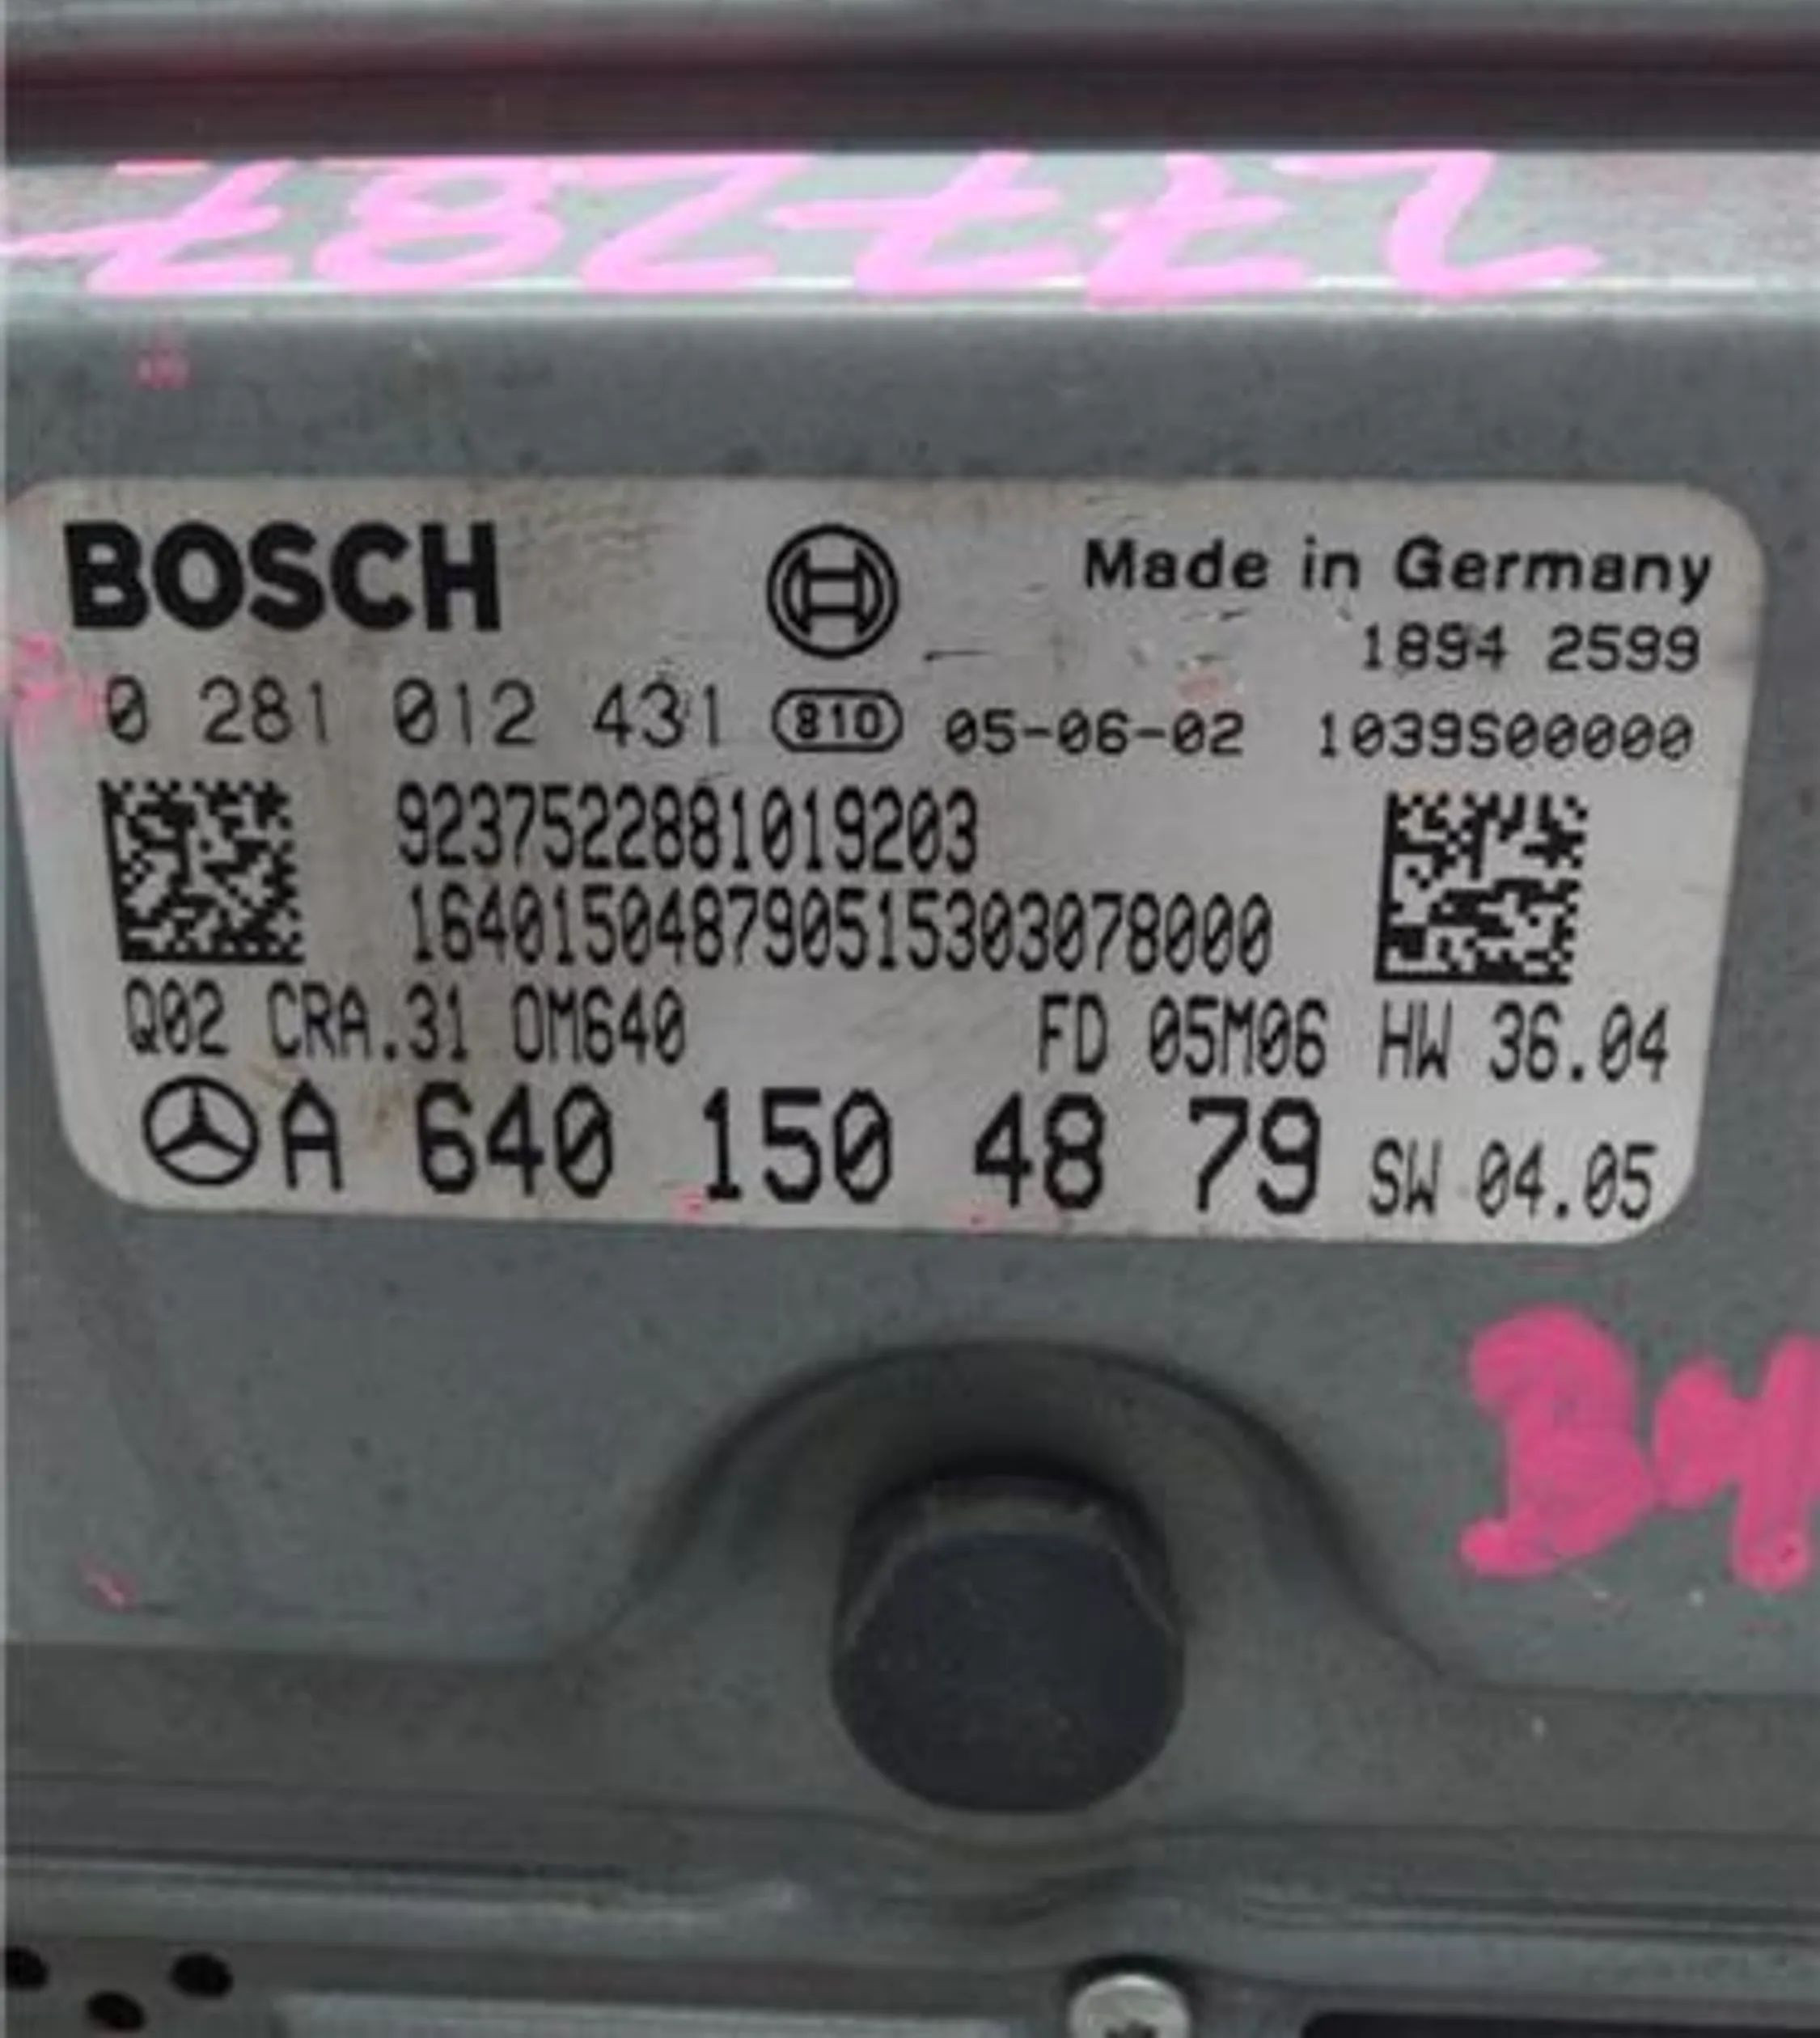 BOSCH
Made in Germany
1894 2599
0 281 012 431 810 05-06-02 1039S00000
9237522881019203
164015048790515303078000
Q02 CRA.31 OM640 FD 05M06 HW 36.04
A 640 150 48 79 SW 04.05